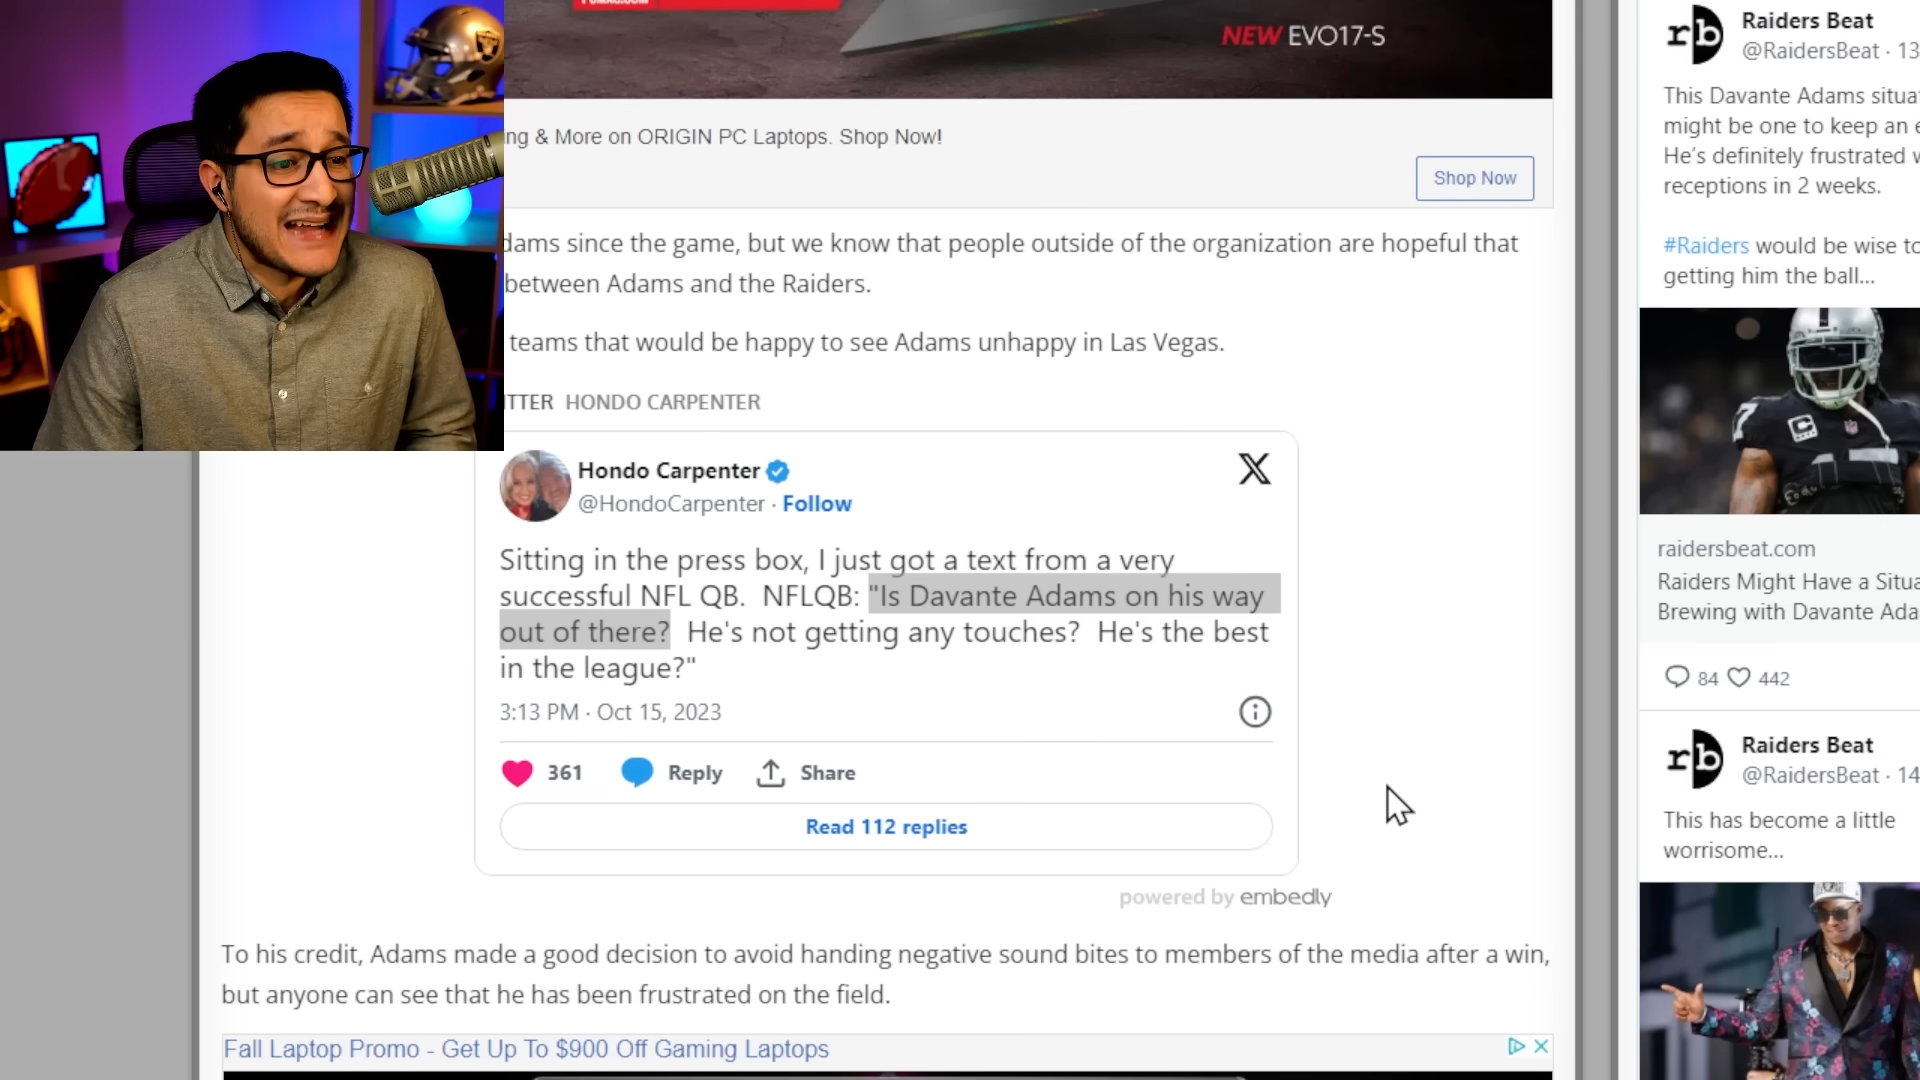 PCMAG.COM
NEW EVO17-S
ng & More on ORIGIN PC Laptops. Shop Now!
Shop Now
dams since the game, but we know that people outside of the organization are hopeful that
between Adams and the Raiders.
teams that would be happy to see Adams unhappy in Las Vegas.
ITTER HONDO CARPENTER
Hondo Carpenter
@HondoCarpenter · Follow
X
Sitting in the press box, I just got a text from a very
successful NFL QB. NFLQB: "Is Davante Adams on his way
out of there? He's not getting any touches? He's the best
in the league?"
3:13 PM · Oct 15, 2023
361 Reply Share
Read 112 replies
powered by embedly
To his credit, Adams made a good decision to avoid handing negative sound bites to members of the media after a win,
but anyone can see that he has been frustrated on the field.
Fall Laptop Promo - Get Up To $900 Off Gaming Laptops
rb
Raiders Beat
@RaidersBeat · 13
This Davante Adams situa
might be one to keep an e
He's definitely frustrated w
receptions in 2 weeks.
#Raiders would be wise to
getting him the ball...
C
raidersbeat.com
Raiders Might Have a Situa
Brewing with Davante Ada
84 442
rb
Raiders Beat
@RaidersBeat · 14
This has become a little
worrisome...